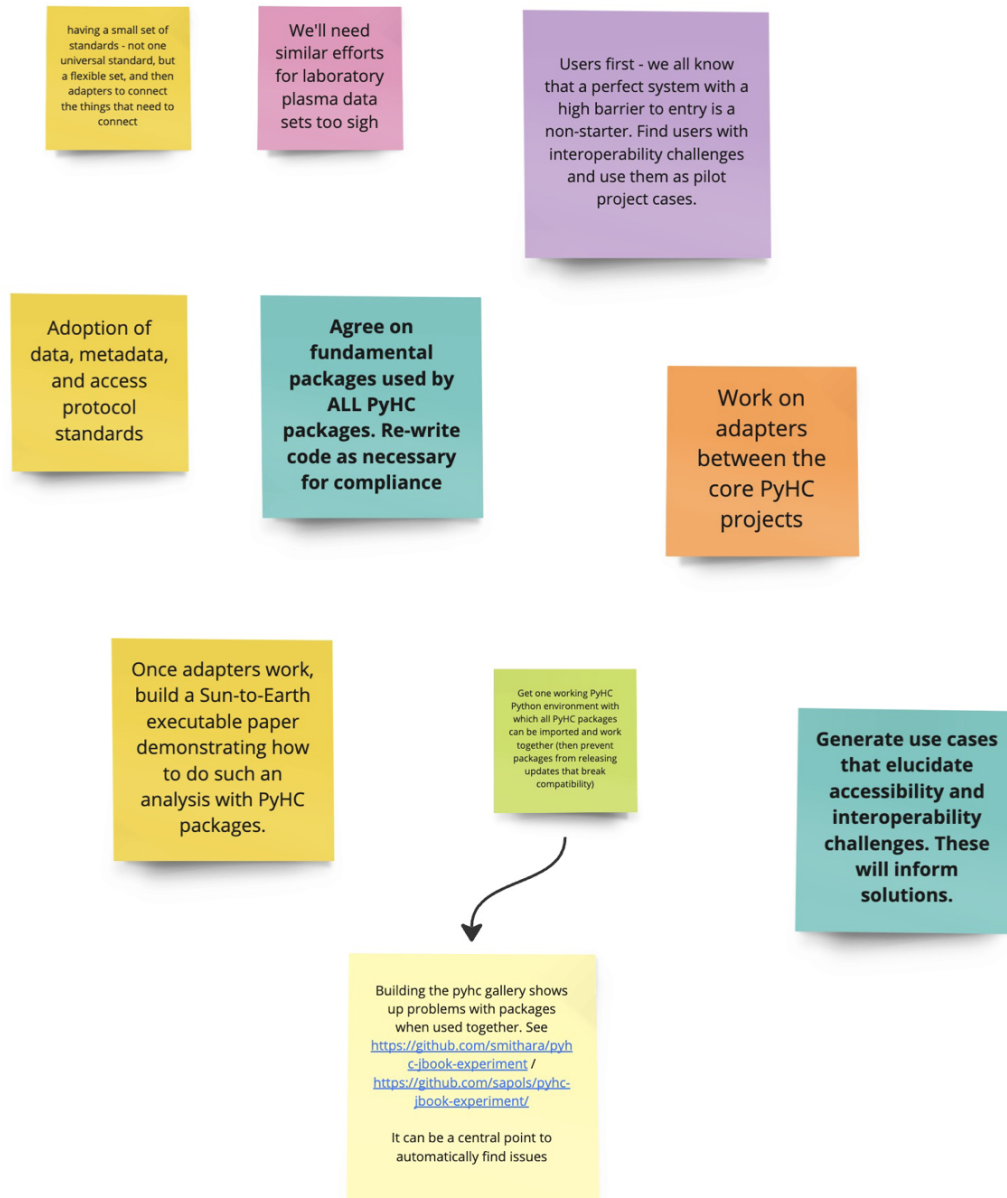 having a small set of
standards - not one
universal standard, but
a flexible set, and then
adapters to connect
the things that need to
connect
We'll need
similar efforts
for laboratory
plasma data
sets too sigh
Users first - we all know
that a perfect system with a
high barrier to entry is a
non-starter. Find users with
interoperability challenges
and use them as pilot
project cases.
Adoption of
data, metadata,
and access
protocol
standards
Agree on
fundamental
packages used by
ALL PyHC
packages. Re-write
code as necessary
for compliance
Work on
adapters
between the
core PyHC
projects
Once adapters work,
build a Sun-to-Earth
executable paper
demonstrating how
to do such an
analysis with PyHC
packages.
Get one working PyHC
Python environment with
which all PyHC packages
can be imported and work
together (then prevent
packages from releasing
updates that break
compatibility)
Generate use cases
that elucidate
accessibility and
interoperability
challenges. These
will inform
solutions.
Building the pyhc gallery shows
up problems with packages
when used together. See
https://github.com/smithara/pyh
c-jbook-experiment /
https://github.com/sapols/pyhc-
jbook-experiment/
It can be a central point to
automatically find issues